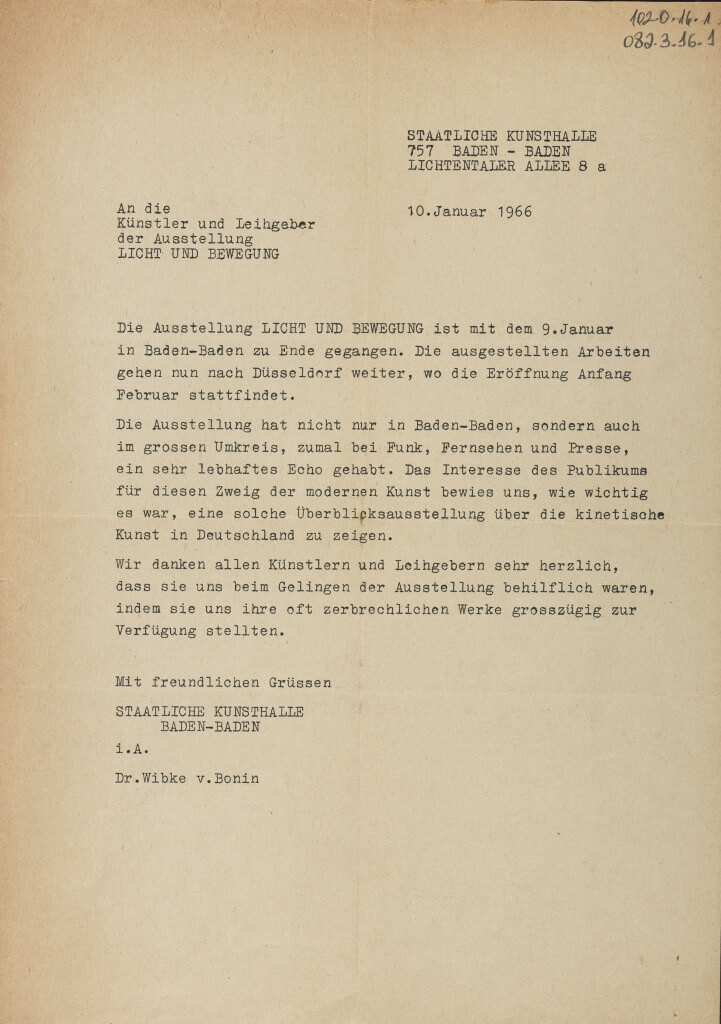 102.0.16.1
082.3.16.1
STAATLICHE KUNSTHALLE
757 BADEN - BADEN
LICHTENTALER ALLEE 8 a
An die
Künstler und Leihgeber
der Ausstellung
LICHT UND BEWEGUNG
10.Januar 1966
Die Ausstellung LICHT UND BEWEGUNG ist mit dem 9.Januar
in Baden-Baden zu Ende gegangen. Die ausgestellten Arbeiten
gehen nun nach Düsseldorf weiter, wo die Eröffnung Anfang
Februar stattfindet.
Die Ausstellung hat nicht nur in Baden-Baden, sondern auch
im grossen Umkreis, zumal bei Funk, Fernsehen und Presse,
ein sehr lebhaftes Echo gehabt. Das Interesse des Publikums
für diesen Zweig der modernen Kunst bewies uns, wie wichtig
es war, eine solche Überblicksausstellung über die kinetische
Kunst in Deutschland zu zeigen.
Wir danken allen Künstlern und Leihgebern sehr herzlich,
dass sie uns beim Gelingen der Ausstellung behilflich waren,
indem sie uns ihre oft zerbrechlichen Werke grosszügig zur
Verfügung stellten.
Mit freundlichen Grüssen
STAATLICHE KUNSTHALLE
BADEN-BADEN
i.A.
Dr.Wibke v.Bonin